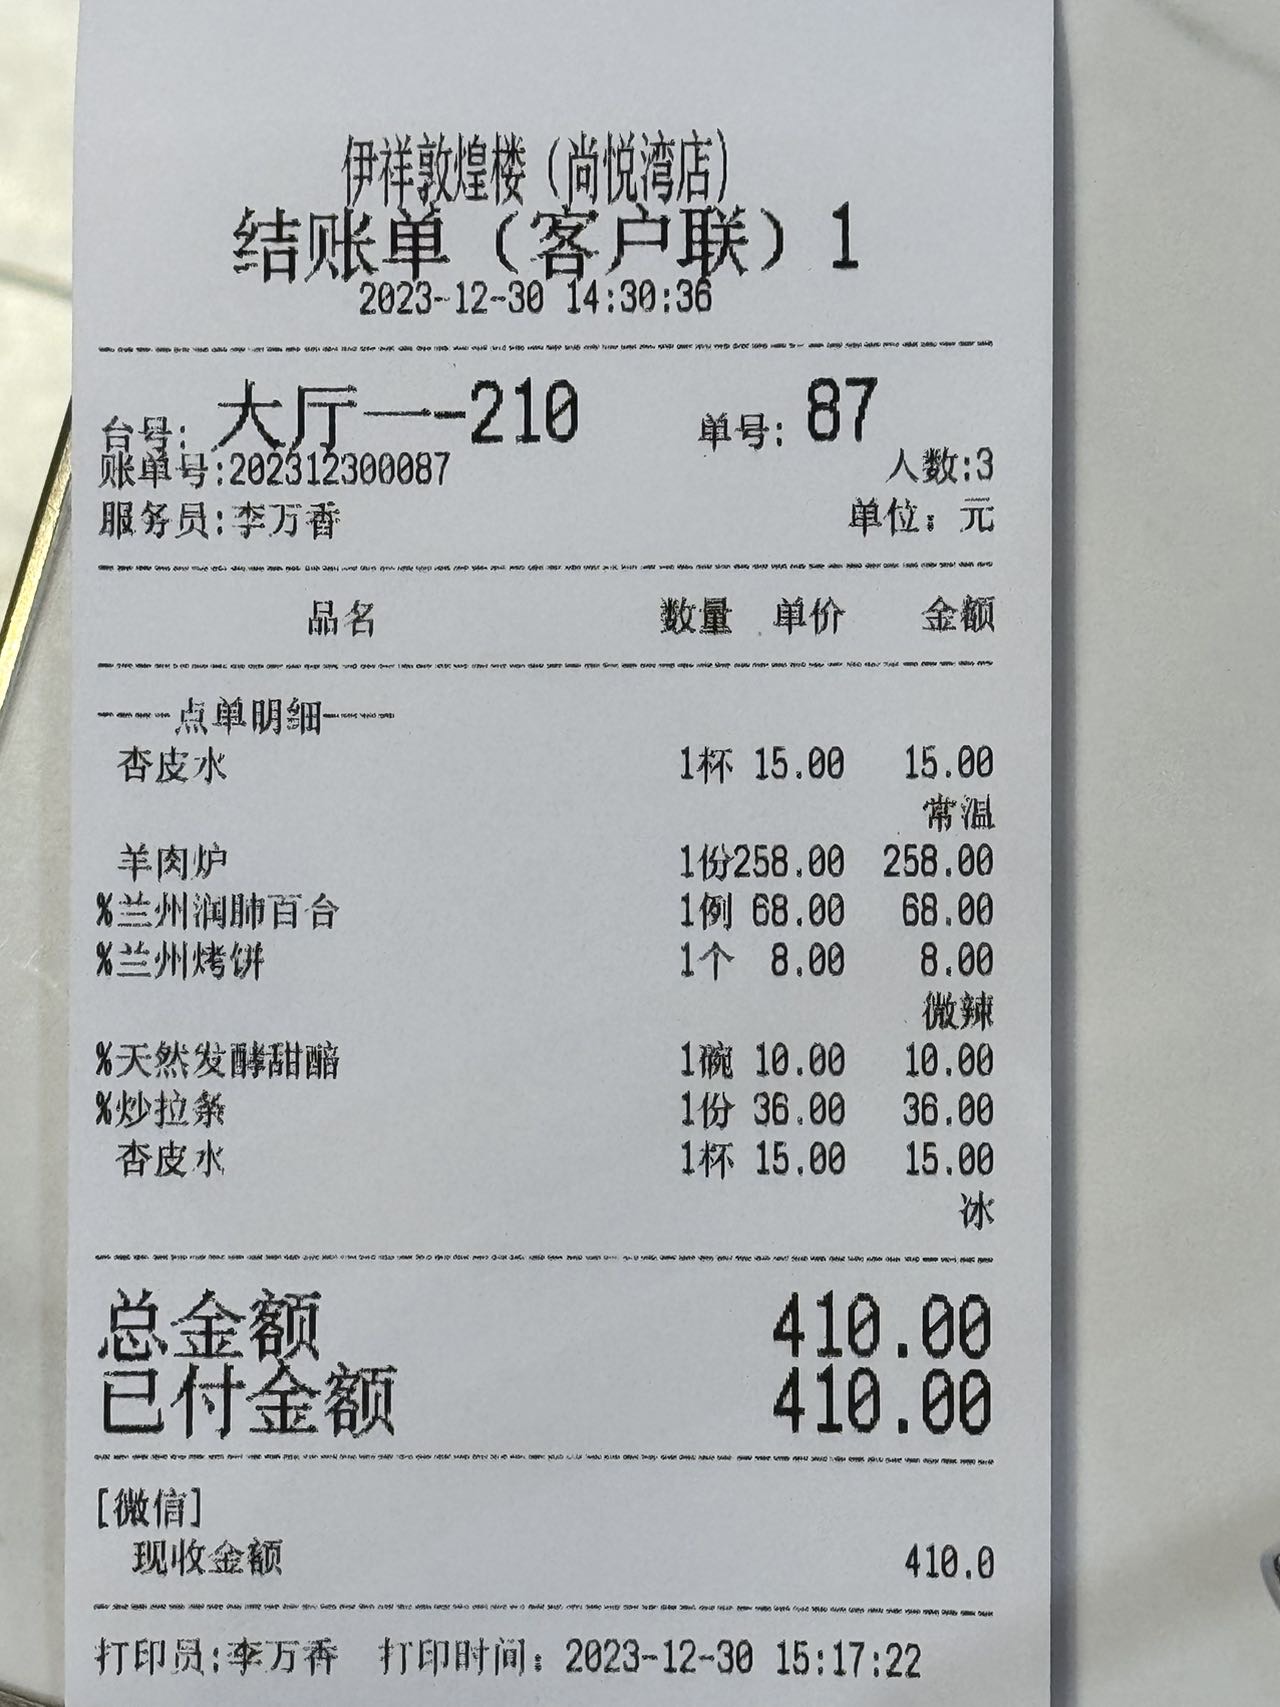 伊祥敦煌楼（尚悦湾店）
结账单（客户联）1
2023-12-30 14:30:36
台号: 大厅一--210 单号: 87
账单号:202312300087 人数:3
服务员:李万香 单位：元
品名 数量 单价 金额
----点单明细----
杏皮水 1杯 15.00 15.00
常温
羊肉炉 1份258.00 258.00
%兰州润肺百合 1例 68.00 68.00
%兰州烤饼 1个 8.00 8.00
微辣
%天然发酵甜醅 1碗 10.00 10.00
%炒拉条 1份 36.00 36.00
杏皮水 1杯 15.00 15.00
冰
总金额 410.00
已付金额 410.00
[微信]
现收金额 410.0
打印员:李万香 打印时间：2023-12-30 15:17:22